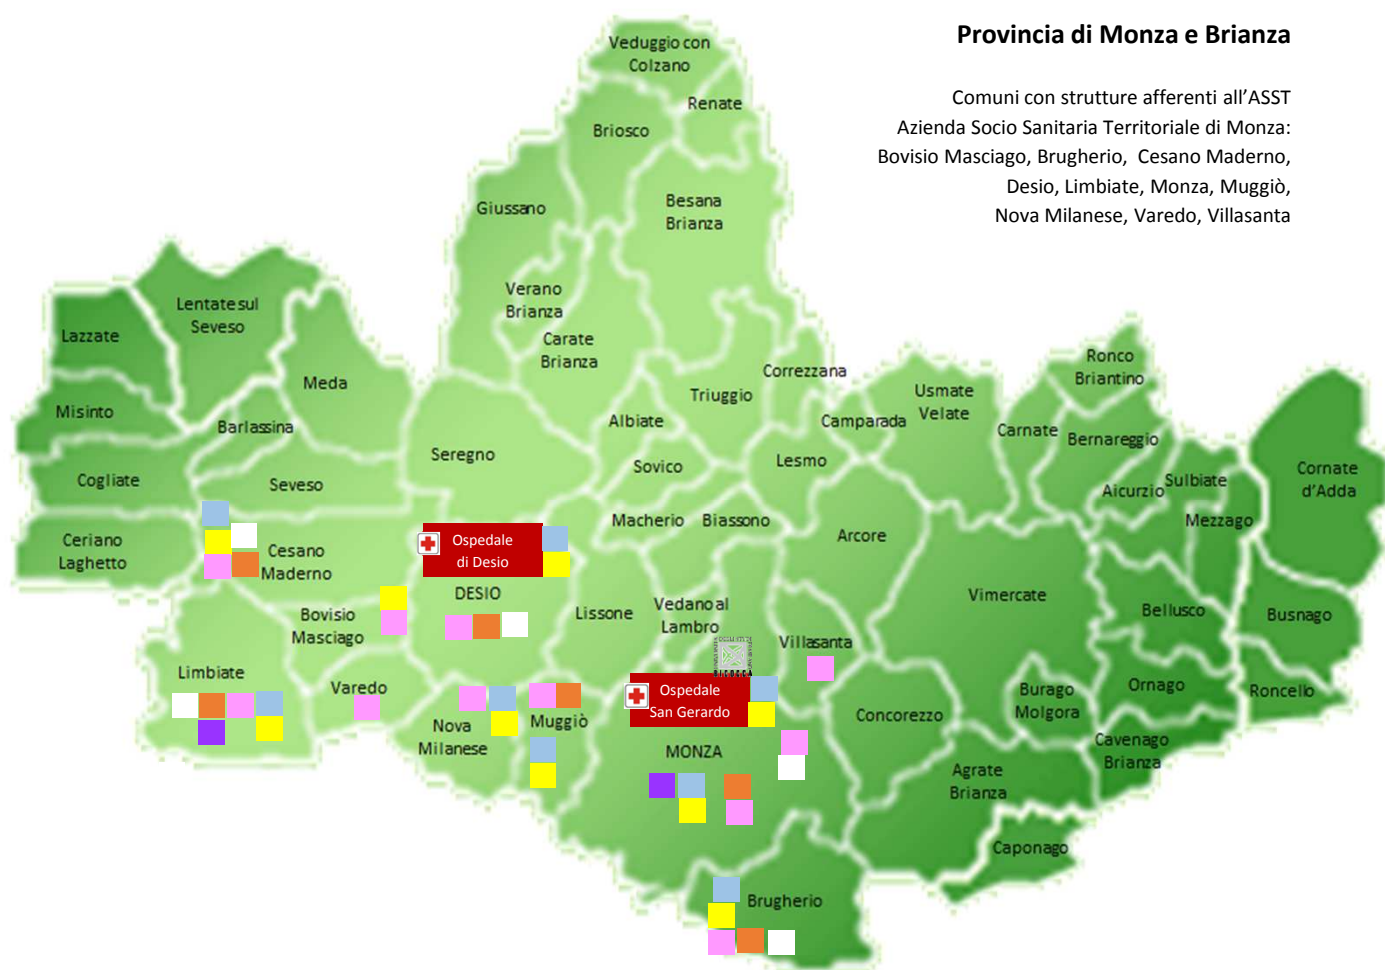 Provincia di Monza e Brianza
Comuni con strutture afferenti all'ASST
Azienda Socio Sanitaria Territoriale di Monza:
Bovisio Masciago, Brugherio, Cesano Maderno,
Desio, Limbiate, Monza, Muggiò,
Nova Milanese, Varedo, Villasanta
Veduggio con
Colzano
Renate
Briosco
Giussano
Besana
Brianza
Verano
Brianza
Carate
Brianza
Lentate sul
Seveso
Lazzate
Meda
Misinto
Barlassina
Cogliate
Seveso
Seregno
Albiate
Triuggio
Correzzana
Sovico
Lesmo
Camparada
Usmate
Velate
Carnate
Ronco
Briantino
Bernareggio
Aicurzio
Sulbiate
Mezzago
Cornate
d'Adda
Ceriano
Laghetto
Cesano
Maderno
Ospedale
di Desio
DESIO
Macherio
Biassono
Arcore
Bovisio
Masciago
Lissone
Vedano al
Lambro
Villasanta
Vimercate
Bellusco
Busnago
Limbiate
Varedo
Nova
Milanese
Muggiò
Ospedale
San Gerardo
MONZA
Concorezzo
Burago
Molgora
Ornago
Roncello
Cavenago
Brianza
Agrate
Brianza
Caponago
Brugherio